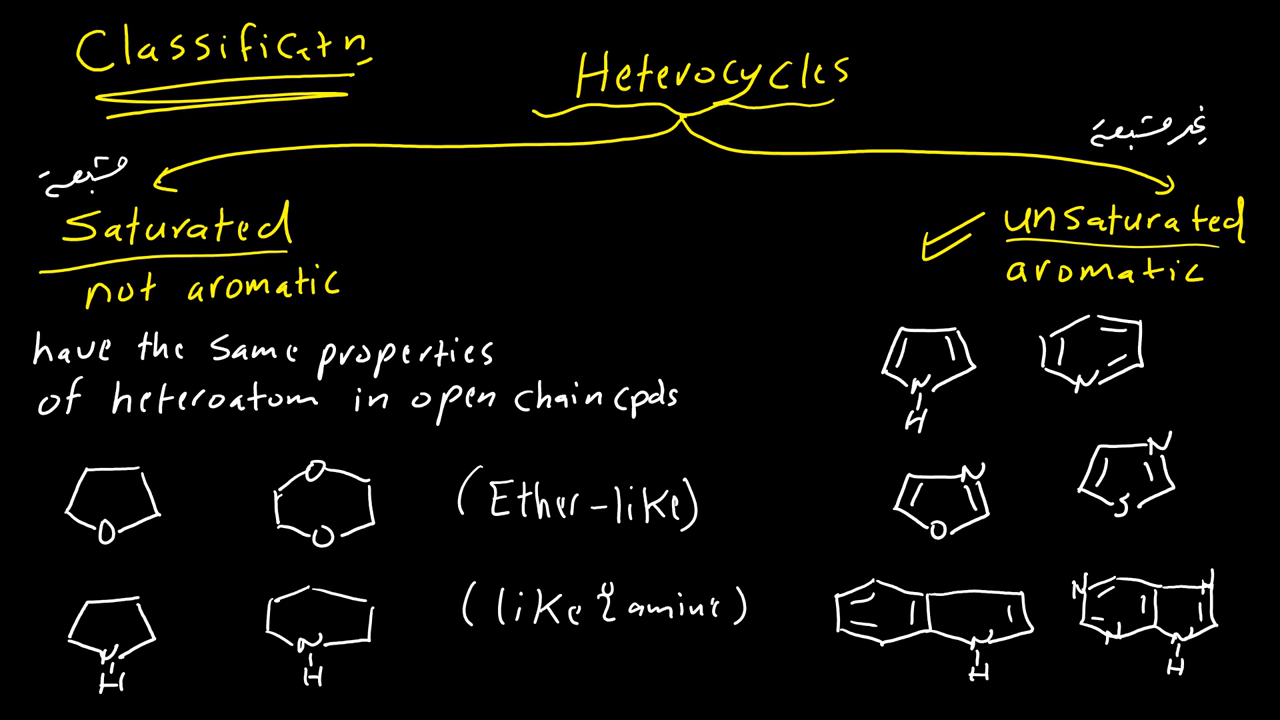 Classificatn
Heterocycles
غير مشبعة
مشبعة
Saturated
unsaturated
not aromatic
aromatic
have the same properties
of heteroatom in open chain cpds
N
H
N
O
O
O
(Ether-like)
N
O
N
S
N
H
N
H
(like 2° amine)
N
H
N
N
N
N
H